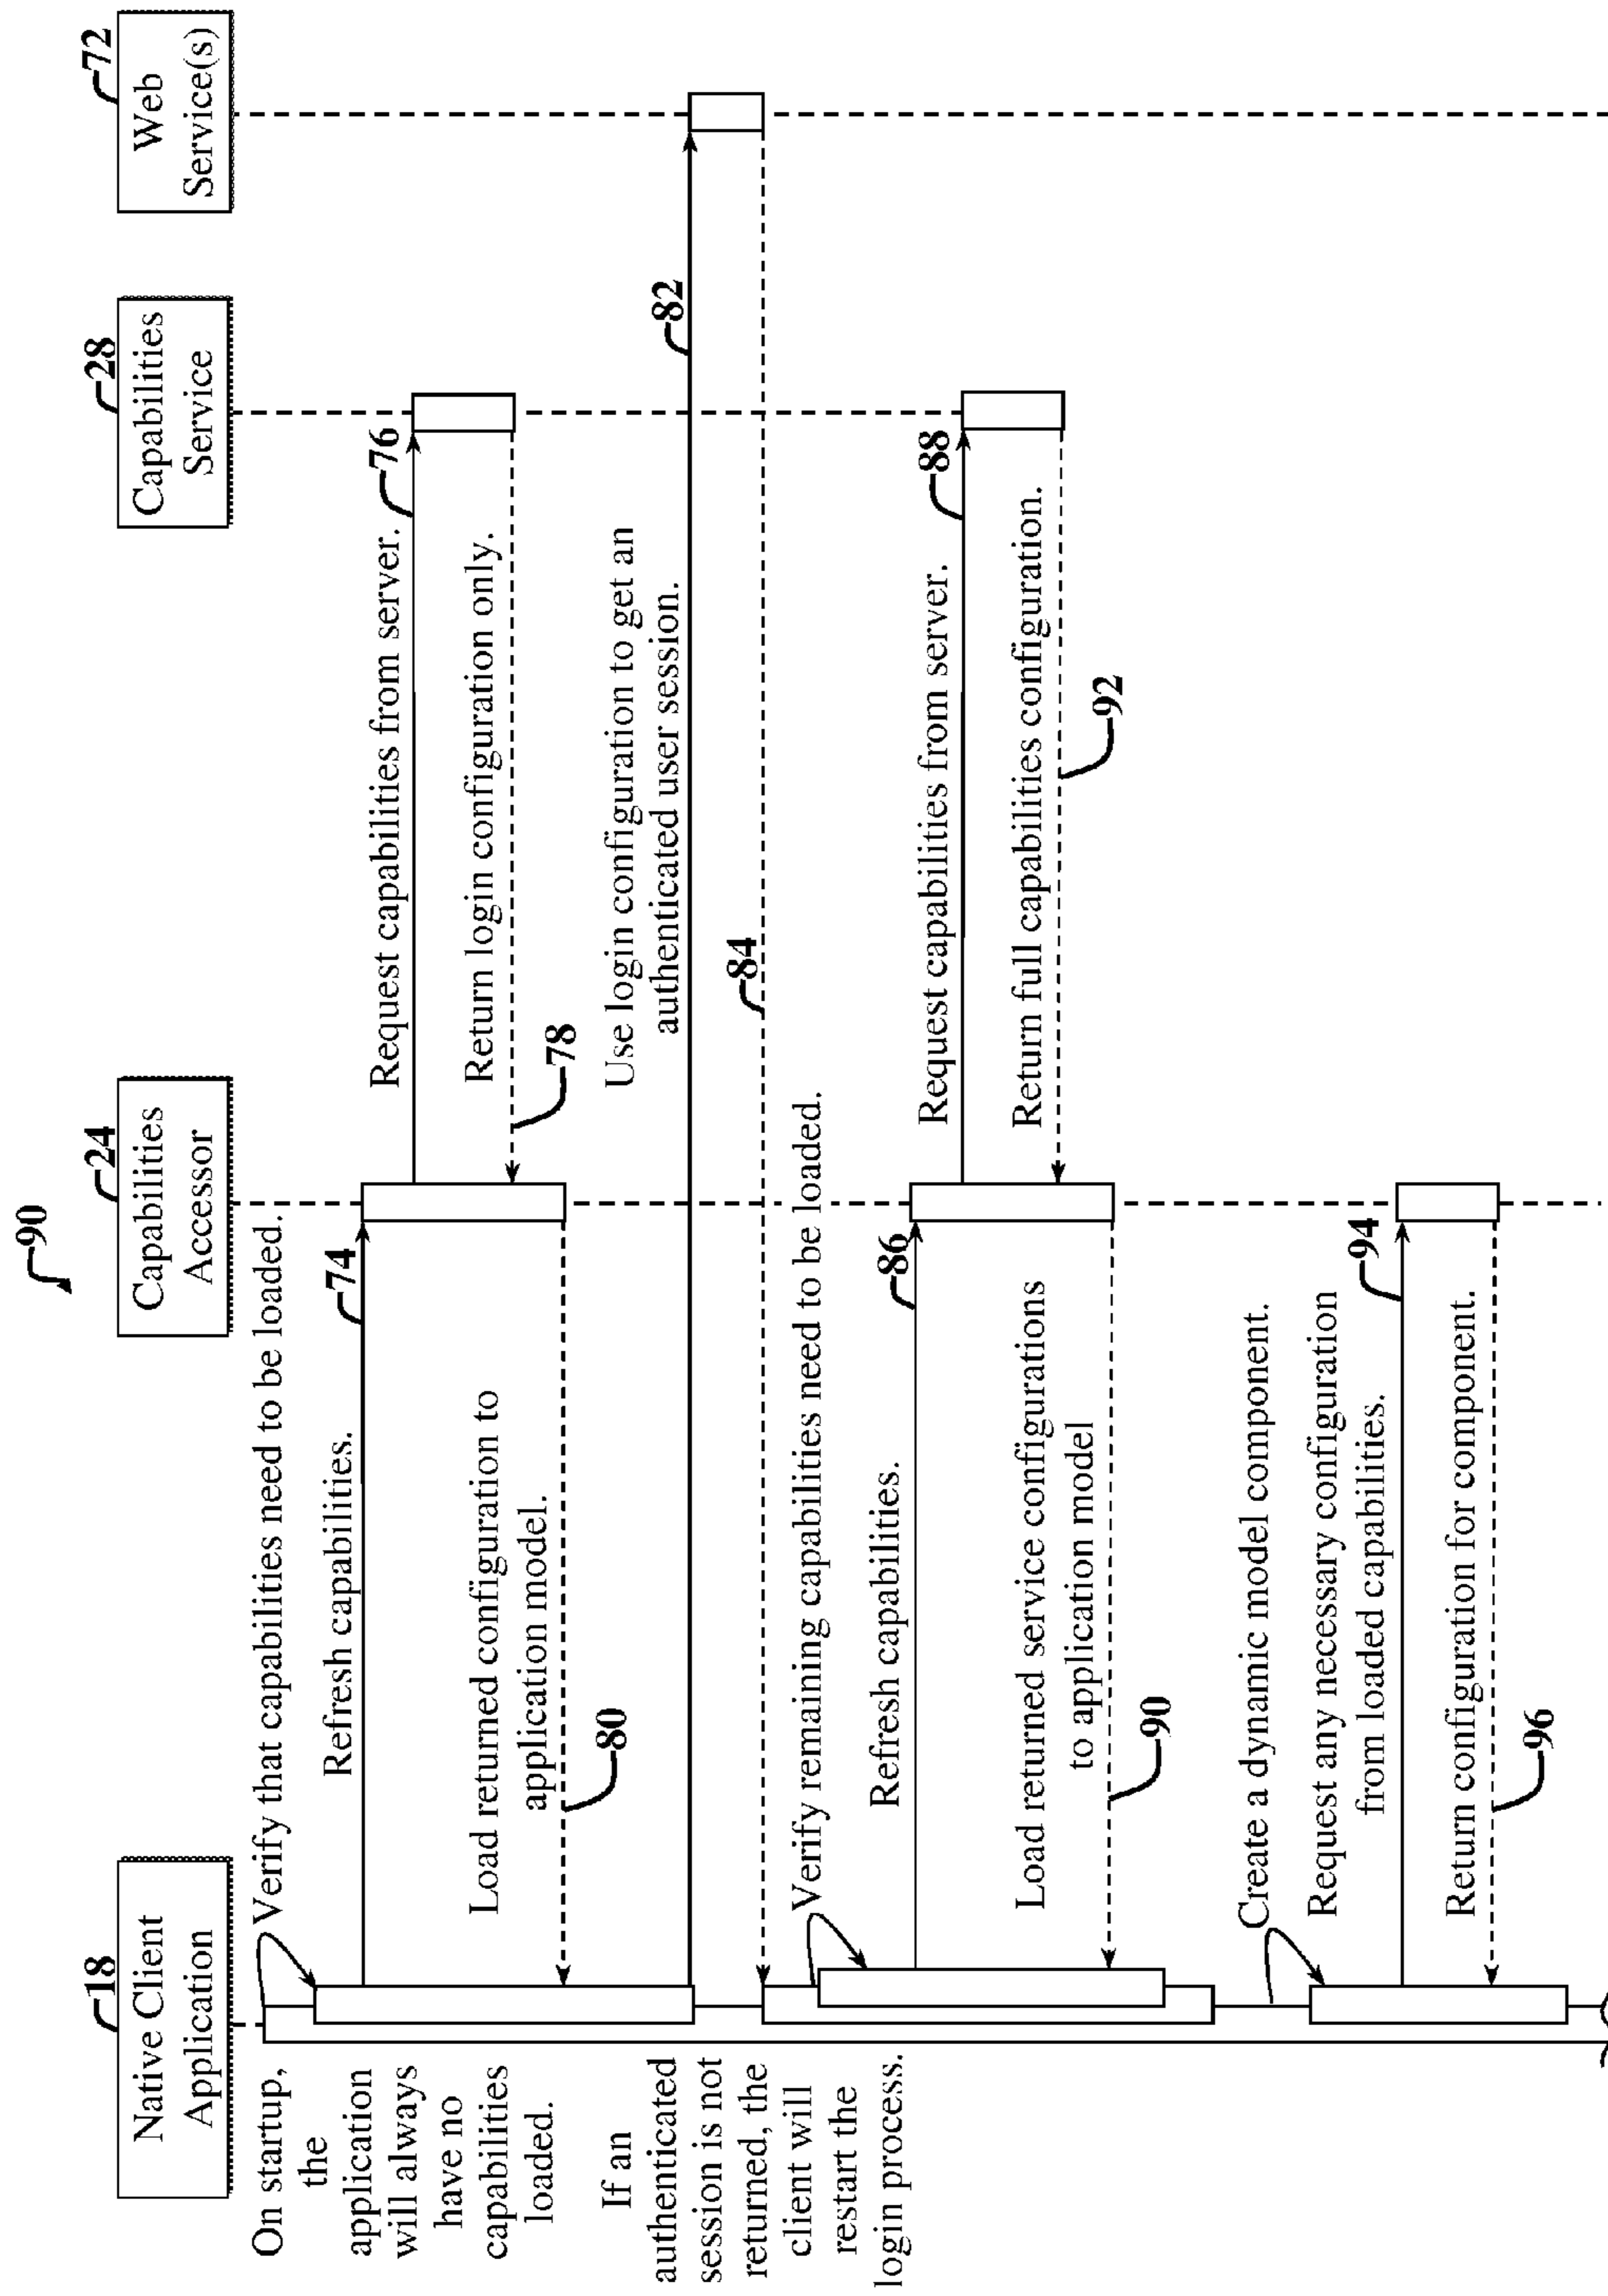 90
18
Native Client
Application
24
Capabilities
Accessor
28
Capabilities
Service
72
Web
Service(s)
On startup,
the
application
will always
have no
capabilities
loaded.
Verify that capabilities need to be loaded.
Refresh capabilities.
74
Request capabilities from server.
76
Return login configuration only.
78
Load returned configuration to
application model.
80
If an
authenticated
session is not
returned, the
client will
restart the
login process.
Use login configuration to get an
authenticated user session.
82
84
Verify remaining capabilities need to be loaded.
Refresh capabilities.
86
Request capabilities from server.
88
Return full capabilities configuration.
92
Load returned service configurations
to application model
90
Create a dynamic model component.
Request any necessary configuration
from loaded capabilities.
94
Return configuration for component.
96